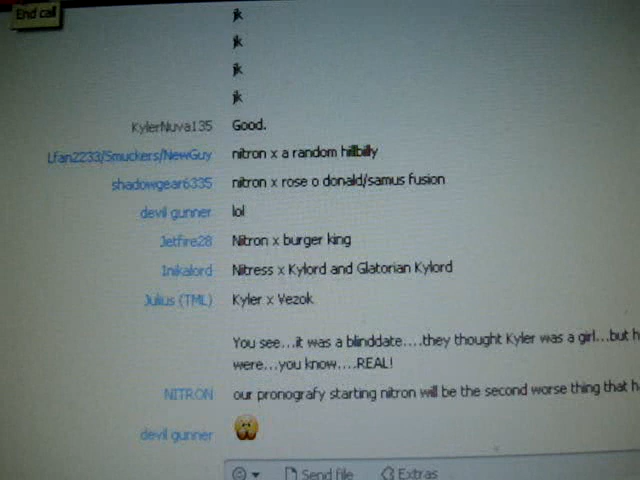 End call
jk
jk
jk
jk
KylerNuva135 Good.
Lfan2233/Smuckers/NewGuy nitron x a random hillbilly
shadowgear6335 nitron x rose o donald/samus fusion
devil gunner lol
Jetfire28 Nitron x burger king
Inikalord Nitress x Kylord and Glatorian Kylord
Julius (TML) Kyler x Vezok
You see...it was a blinddate....they thought Kyler was a girl...but h
were...you know....REAL!
NITRON our pronografy starting nitron will be the second worse thing that h
devil gunner
Send file Extras